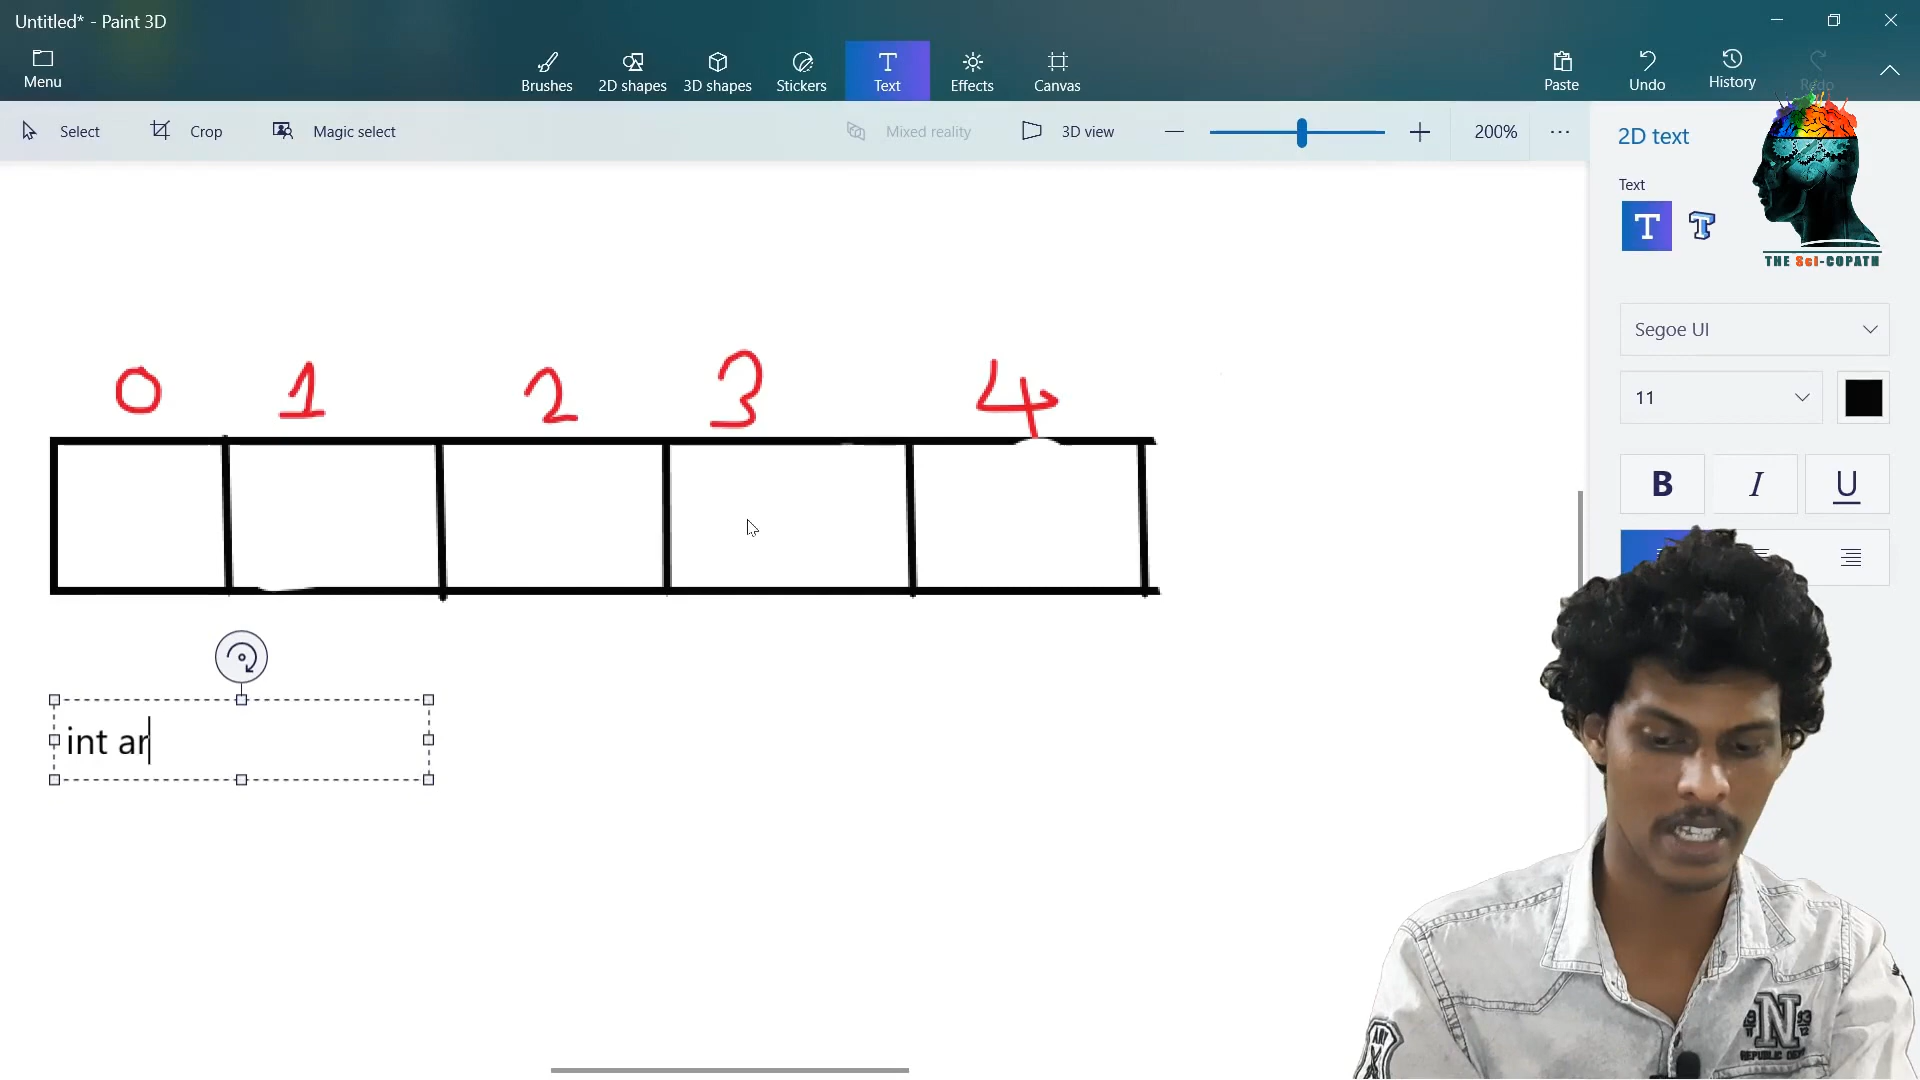 Untitled* - Paint 3D
Menu
Brushes
2D shapes
3D shapes
Stickers
Text
Effects
Canvas
Paste
Undo
History
Redo
Select
Crop
Magic select
Mixed reality
3D view
200%
2D text
Text
THE Sci-COPATH
Segoe UI
11
B I U
0 1 2 3 4
int ar
N
REPUBLIC